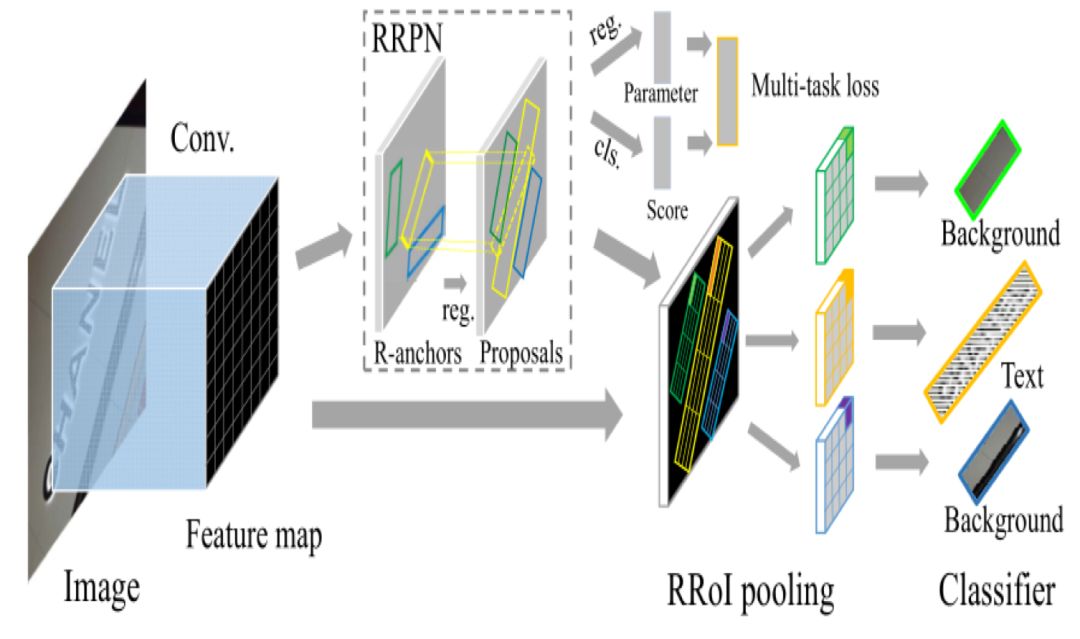 RRPN
reg.
Parameter
Multi-task loss
cls.
Score
Conv.
reg.
R-anchors
Proposals
Background
Text
Background
HANEL
Feature map
Image
RRoI pooling
Classifier